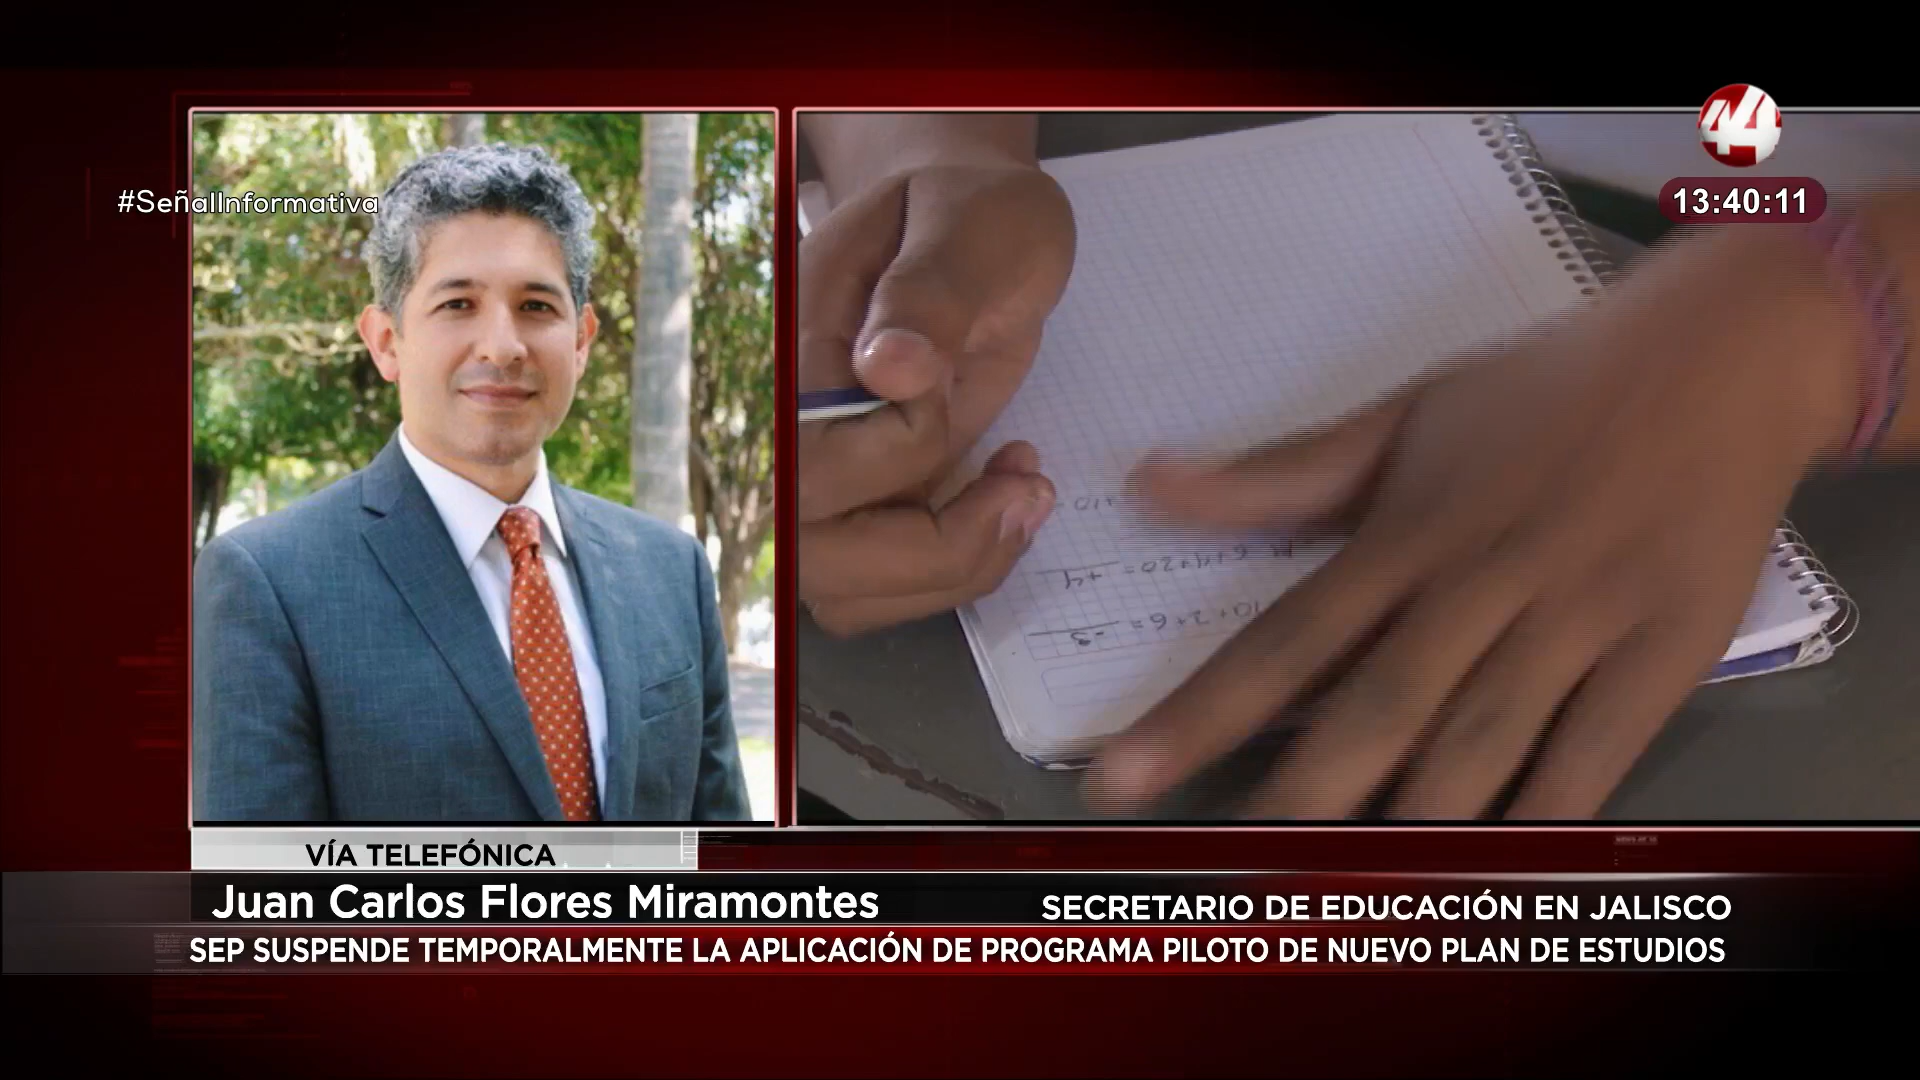 44
#SeñalInformativa
13:40:11
VÍA TELEFÓNICA
Juan Carlos Flores Miramontes
SECRETARIO DE EDUCACIÓN EN JALISCO
SEP SUSPENDE TEMPORALMENTE LA APLICACIÓN DE PROGRAMA PILOTO DE NUEVO PLAN DE ESTUDIOS